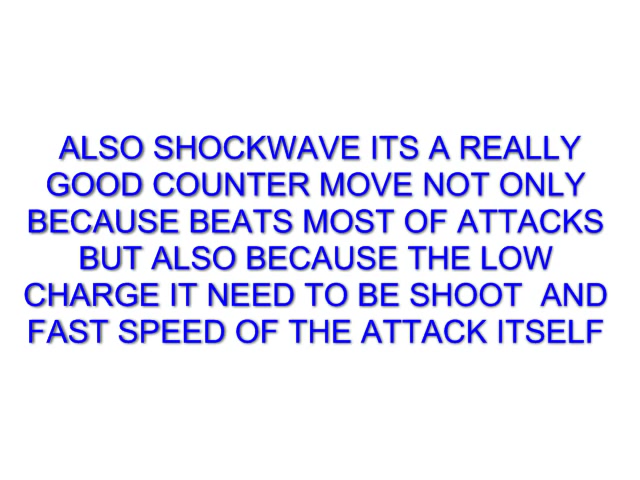 ALSO SHOCKWAVE ITS A REALLY
GOOD COUNTER MOVE NOT ONLY
BECAUSE BEATS MOST OF ATTACKS
BUT ALSO BECAUSE THE LOW
CHARGE IT NEED TO BE SHOOT  AND
FAST SPEED OF THE ATTACK ITSELF